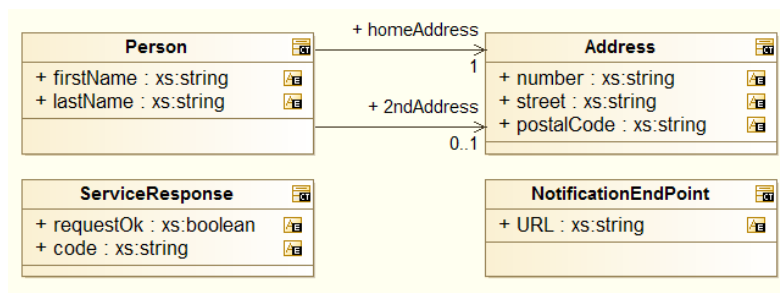 Person
+ firstName : xs:string
+ lastName : xs:string
+ homeAddress
1
+ 2ndAddress
0..1
Address
+ number : xs:string
+ street : xs:string
+ postalCode : xs:string
ServiceResponse
+ requestOk : xs:boolean
+ code : xs:string
NotificationEndPoint
+ URL : xs:string